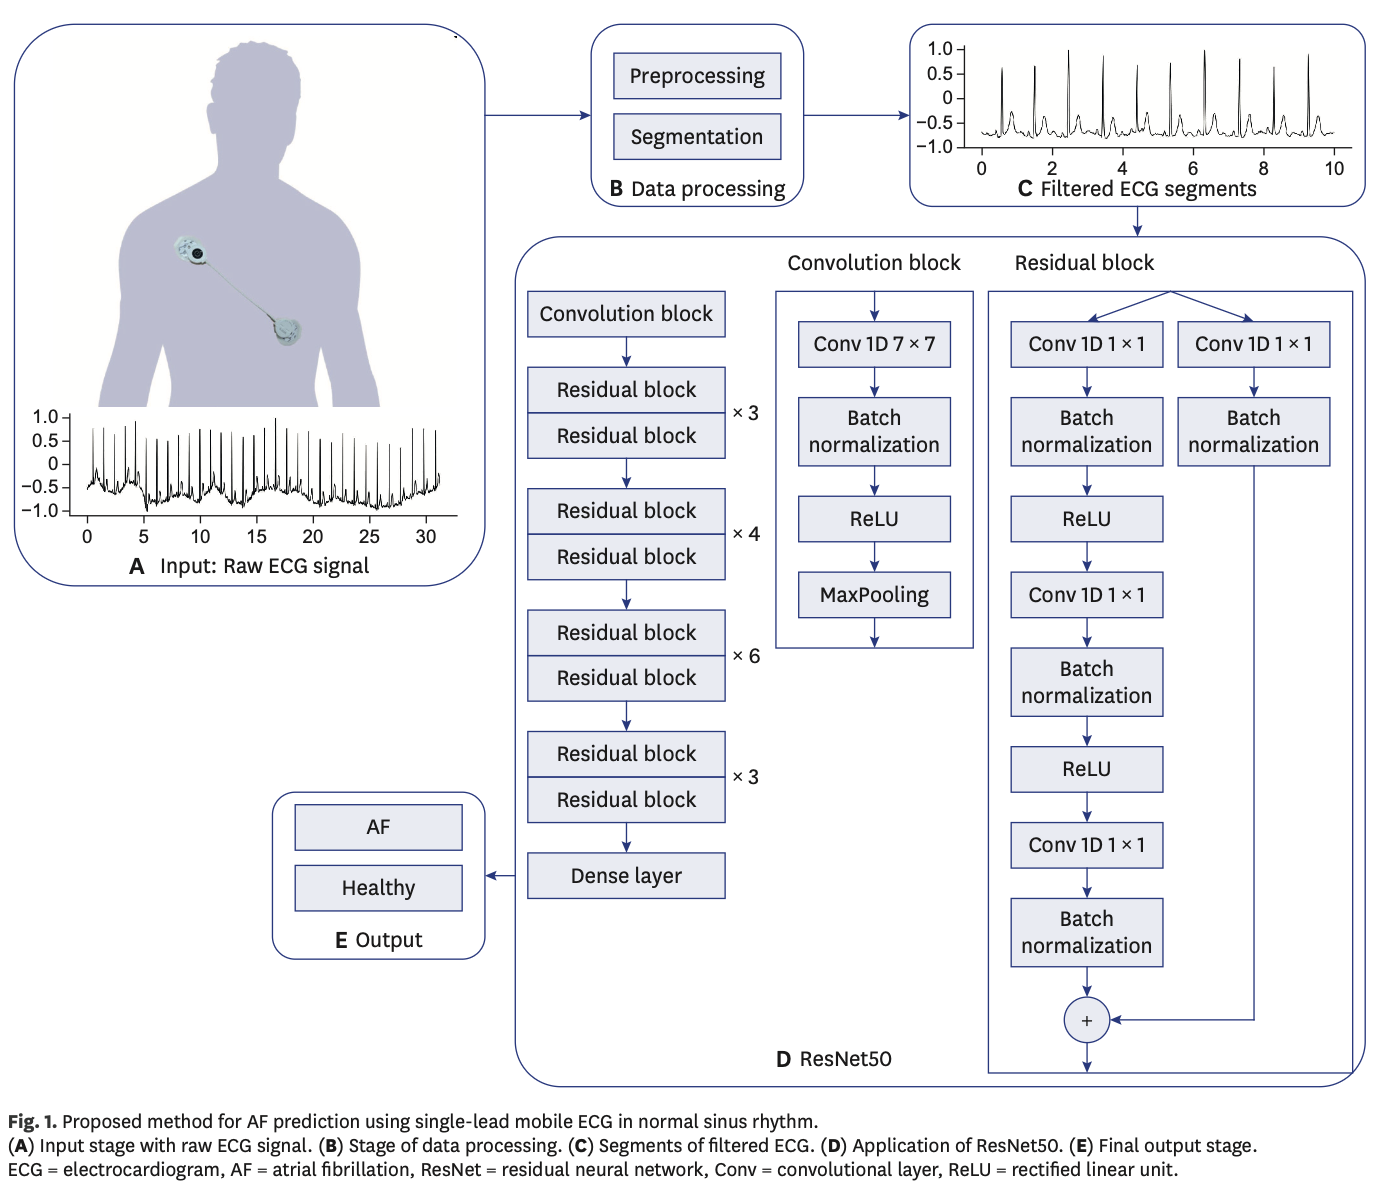 1.0
0.5
0
−0.5
−1.0
0 5 10 15 20 25 30
A Input: Raw ECG signal
Preprocessing
Segmentation
B Data processing
1.0
0.5
0
−0.5
−1.0
0 2 4 6 8 10
C Filtered ECG segments
Convolution block
Residual block
Residual block
× 3
Residual block
Residual block
× 4
Residual block
Residual block
× 6
Residual block
Residual block
× 3
Dense layer
Convolution block
Conv 1D 7 × 7
Batch
normalization
ReLU
MaxPooling
Residual block
Conv 1D 1 × 1
Batch
normalization
ReLU
Conv 1D 1 × 1
Batch
normalization
ReLU
Conv 1D 1 × 1
Batch
normalization
+
Conv 1D 1 × 1
Batch
normalization
D ResNet50
AF
Healthy
E Output
Fig. 1. Proposed method for AF prediction using single-lead mobile ECG in normal sinus rhythm.
(A) Input stage with raw ECG signal. (B) Stage of data processing. (C) Segments of filtered ECG. (D) Application of ResNet50. (E) Final output stage.
ECG = electrocardiogram, AF = atrial fibrillation, ResNet = residual neural network, Conv = convolutional layer, ReLU = rectified linear unit.